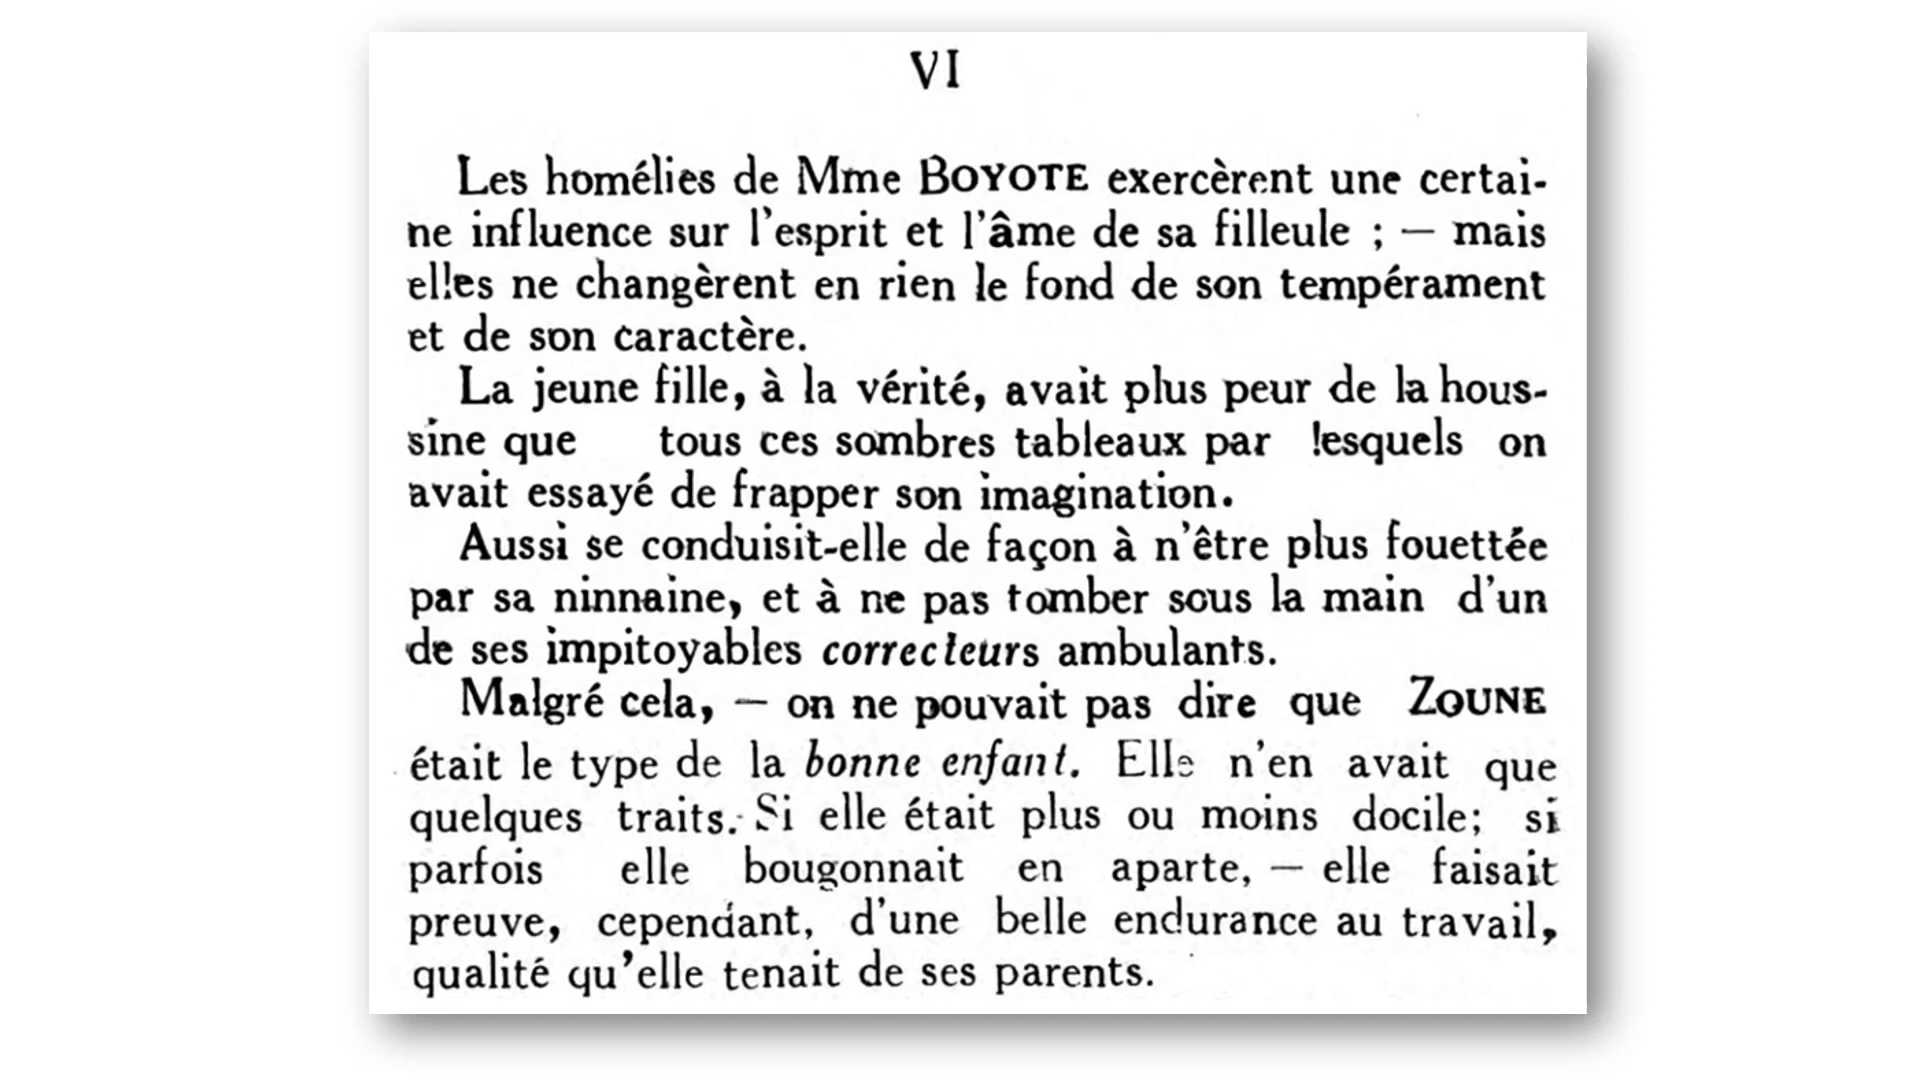 VI
Les homélies de Mme BOYOTE exercèrent une certai-
ne influence sur l'esprit et l'âme de sa filleule ; — mais
elles ne changèrent en rien le fond de son tempérament
et de son caractère.
La jeune fille, à la vérité, avait plus peur de la hous-
sine que tous ces sombres tableaux par lesquels on
avait essayé de frapper son imagination.
Aussi se conduisit-elle de façon à n'être plus fouettée
par sa ninnaine, et à ne pas tomber sous la main d'un
de ses impitoyables correcteurs ambulants.
Malgré cela, — on ne pouvait pas dire que ZOUNE
était le type de la bonne enfant. Elle n'en avait que
quelques traits. Si elle était plus ou moins docile; si
parfois elle bougonnait en aparte, — elle faisait
preuve, cependant, d'une belle endurance au travail,
qualité qu'elle tenait de ses parents.